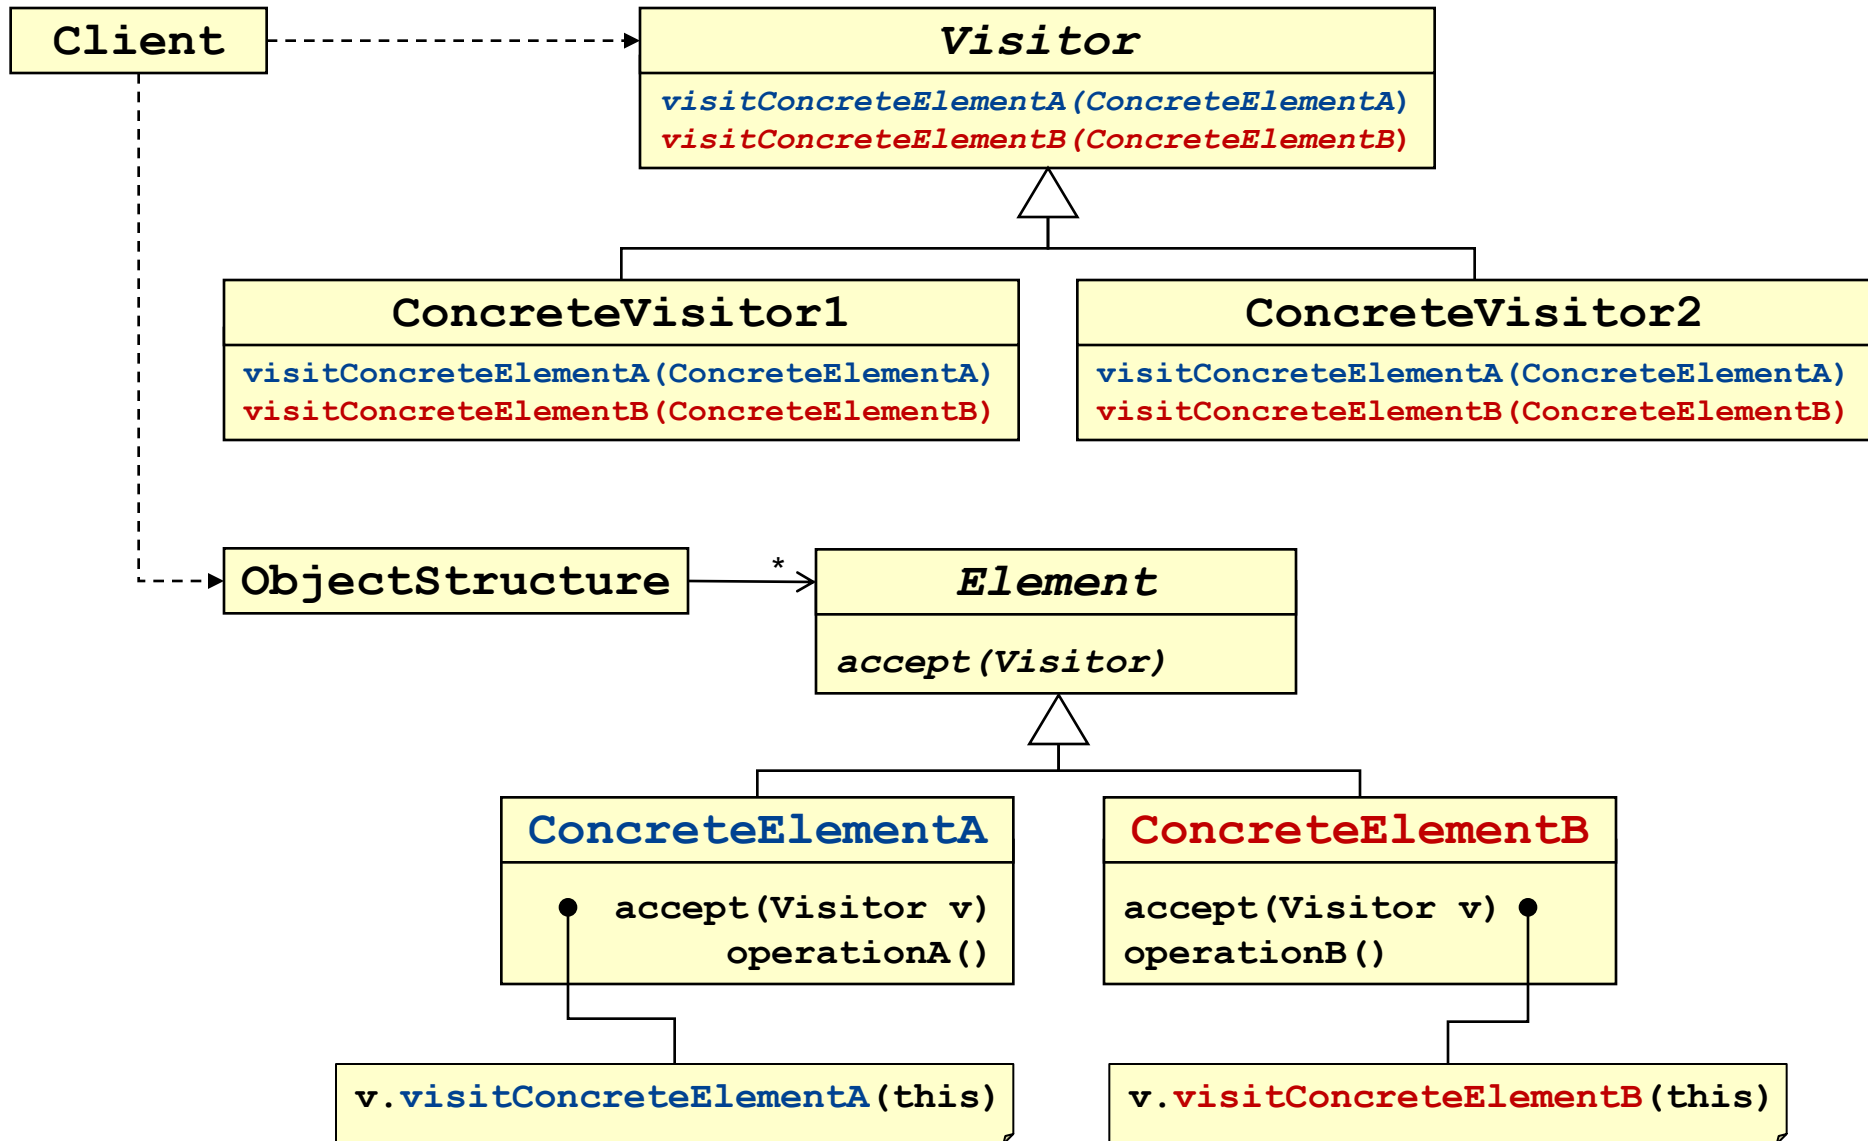 Client
Visitor
visitConcreteElementA(ConcreteElementA)
visitConcreteElementB(ConcreteElementB)
ConcreteVisitor1
visitConcreteElementA(ConcreteElementA)
visitConcreteElementB(ConcreteElementB)
ConcreteVisitor2
visitConcreteElementA(ConcreteElementA)
visitConcreteElementB(ConcreteElementB)
ObjectStructure
*
Element
accept(Visitor)
ConcreteElementA
accept(Visitor v)
operationA()
ConcreteElementB
accept(Visitor v)
operationB()
v.visitConcreteElementA(this)
v.visitConcreteElementB(this)